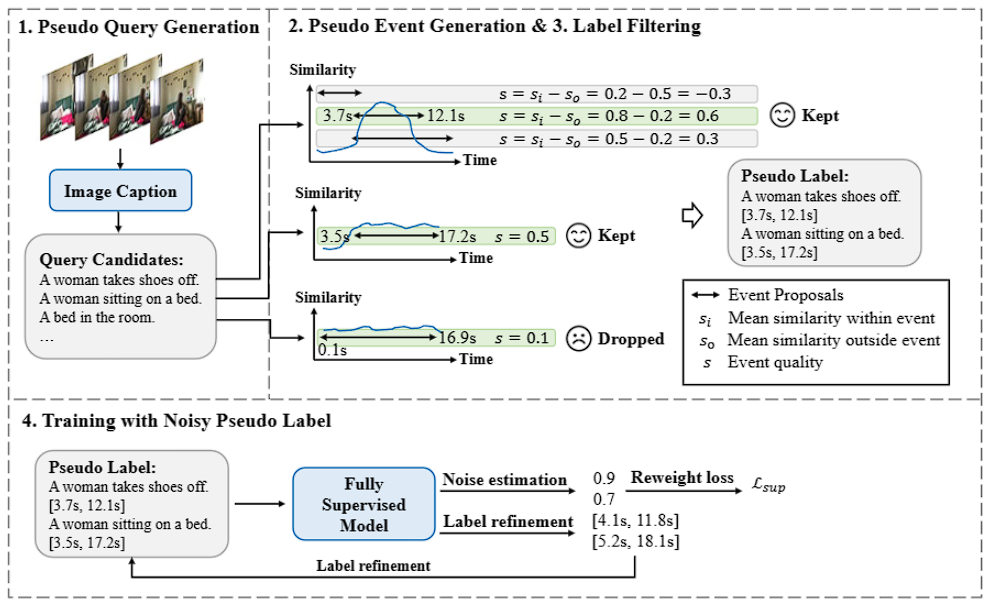 1. Pseudo Query Generation
Image Caption
Query Candidates:
A woman takes shoes off.
A woman sitting on a bed.
A bed in the room.
...
2. Pseudo Event Generation & 3. Label Filtering
Similarity
s = s_i − s_o = 0.2 − 0.5 = −0.3
3.7s 12.1s s = s_i − s_o = 0.8 − 0.2 = 0.6 Kept
s = s_i − s_o = 0.5 − 0.2 = 0.3
Time
Similarity
3.5s 17.2s s = 0.5 Kept
Time
Similarity
0.1s 16.9s s = 0.1 Dropped
Time
Pseudo Label:
A woman takes shoes off.
[3.7s, 12.1s]
A woman sitting on a bed.
[3.5s, 17.2s]
Event Proposals
s_i Mean similarity within event
s_o Mean similarity outside event
s Event quality
4. Training with Noisy Pseudo Label
Pseudo Label:
A woman takes shoes off.
[3.7s, 12.1s]
A woman sitting on a bed.
[3.5s, 17.2s]
Fully
Supervised
Model
Noise estimation
0.9
0.7
Reweight loss
ℒ_sup
Label refinement
[4.1s, 11.8s]
[5.2s, 18.1s]
Label refinement